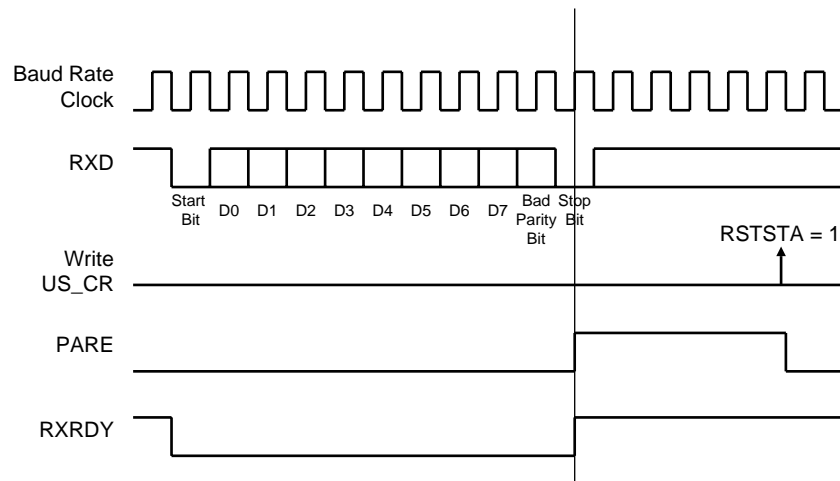 Baud Rate
Clock
RXD
Start
Bit
D0 D1 D2 D3 D4 D5 D6 D7
Bad
Parity
Bit
Stop
Bit
RSTSTA = 1
Write
US_CR
PARE
RXRDY